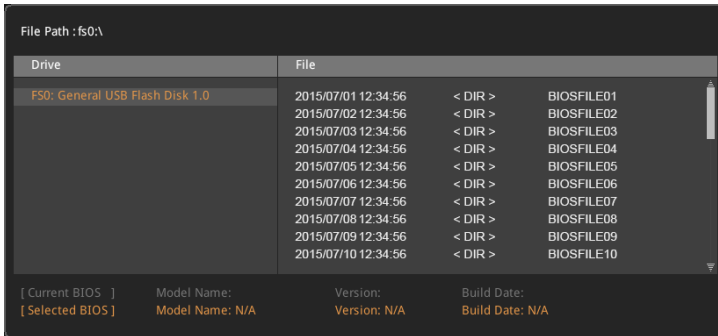 File Path : fs0:\
Drive File
FS0: General USB Flash Disk 1.0
2015/07/01 12:34:56 < DIR > BIOSFILE01
2015/07/02 12:34:56 < DIR > BIOSFILE02
2015/07/03 12:34:56 < DIR > BIOSFILE03
2015/07/04 12:34:56 < DIR > BIOSFILE04
2015/07/05 12:34:56 < DIR > BIOSFILE05
2015/07/06 12:34:56 < DIR > BIOSFILE06
2015/07/07 12:34:56 < DIR > BIOSFILE07
2015/07/08 12:34:56 < DIR > BIOSFILE08
2015/07/09 12:34:56 < DIR > BIOSFILE09
2015/07/10 12:34:56 < DIR > BIOSFILE10
[ Current BIOS ] Model Name: Version: Build Date:
[ Selected BIOS ] Model Name: N/A Version: N/A Build Date: N/A